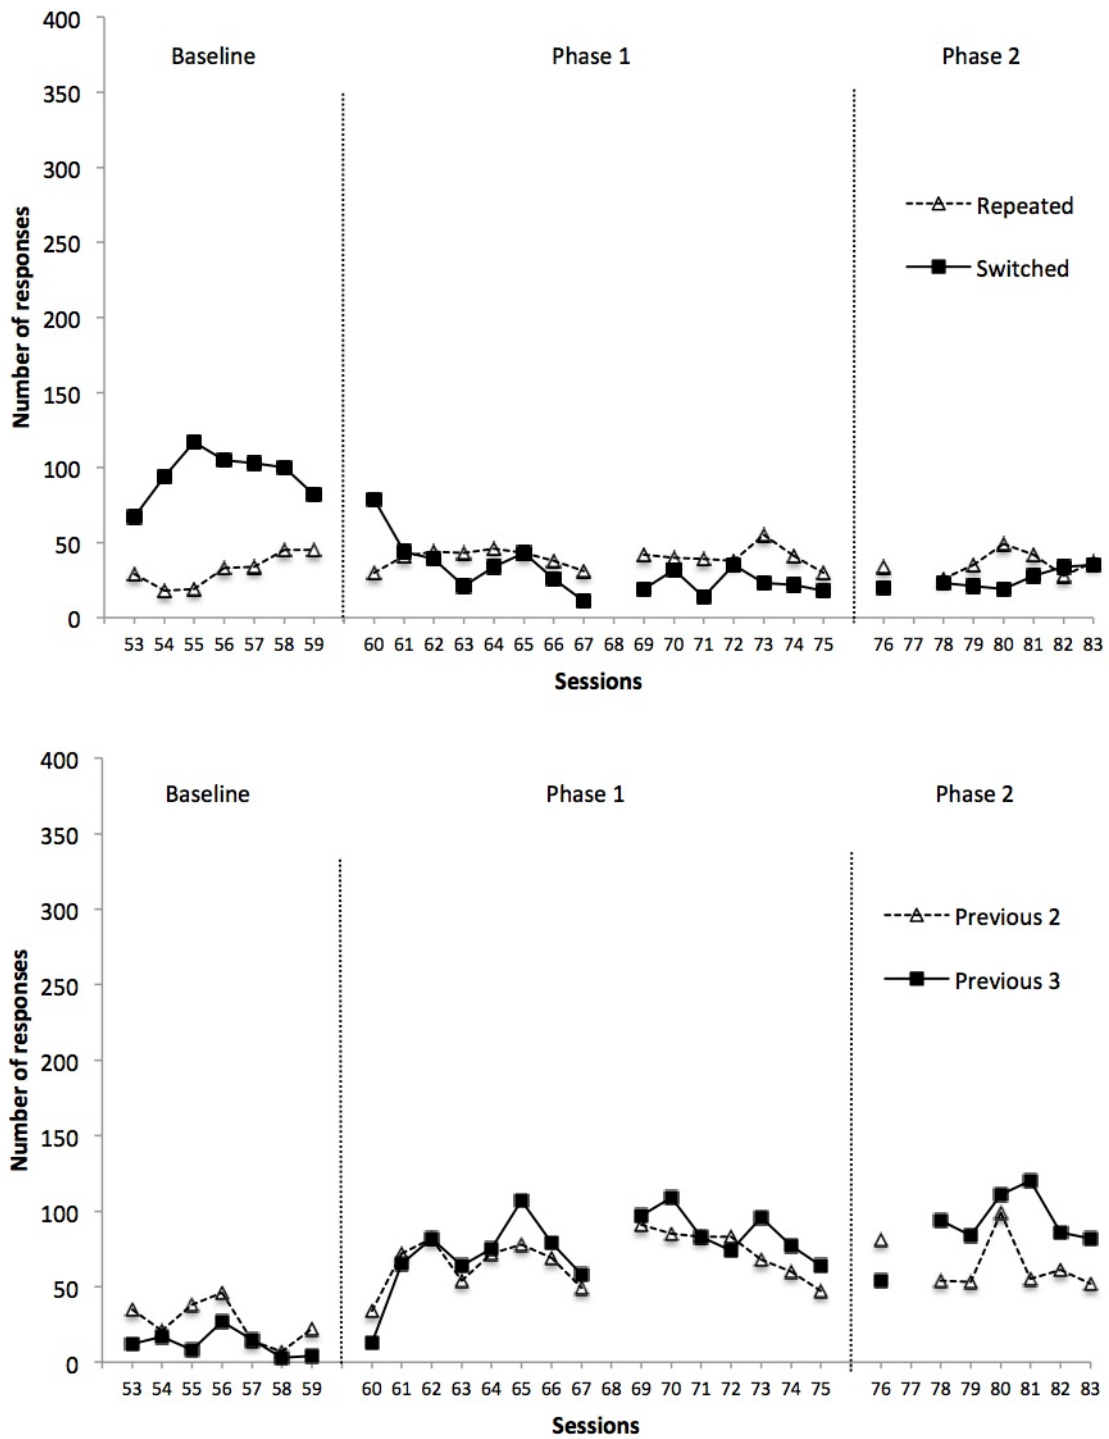 400
Baseline Phase 1 Phase 2
350
300
Repeated
250
Switched
200
150
100
50
0
Number of responses
53 54 55 56 57 58 59 60 61 62 63 64 65 66 67 68 69 70 71 72 73 74 75 76 77 78 79 80 81 82 83
Sessions
400
Baseline Phase 1 Phase 2
350
300
Previous 2
250
Previous 3
200
150
100
50
0
Number of responses
53 54 55 56 57 58 59 60 61 62 63 64 65 66 67 68 69 70 71 72 73 74 75 76 77 78 79 80 81 82 83
Sessions